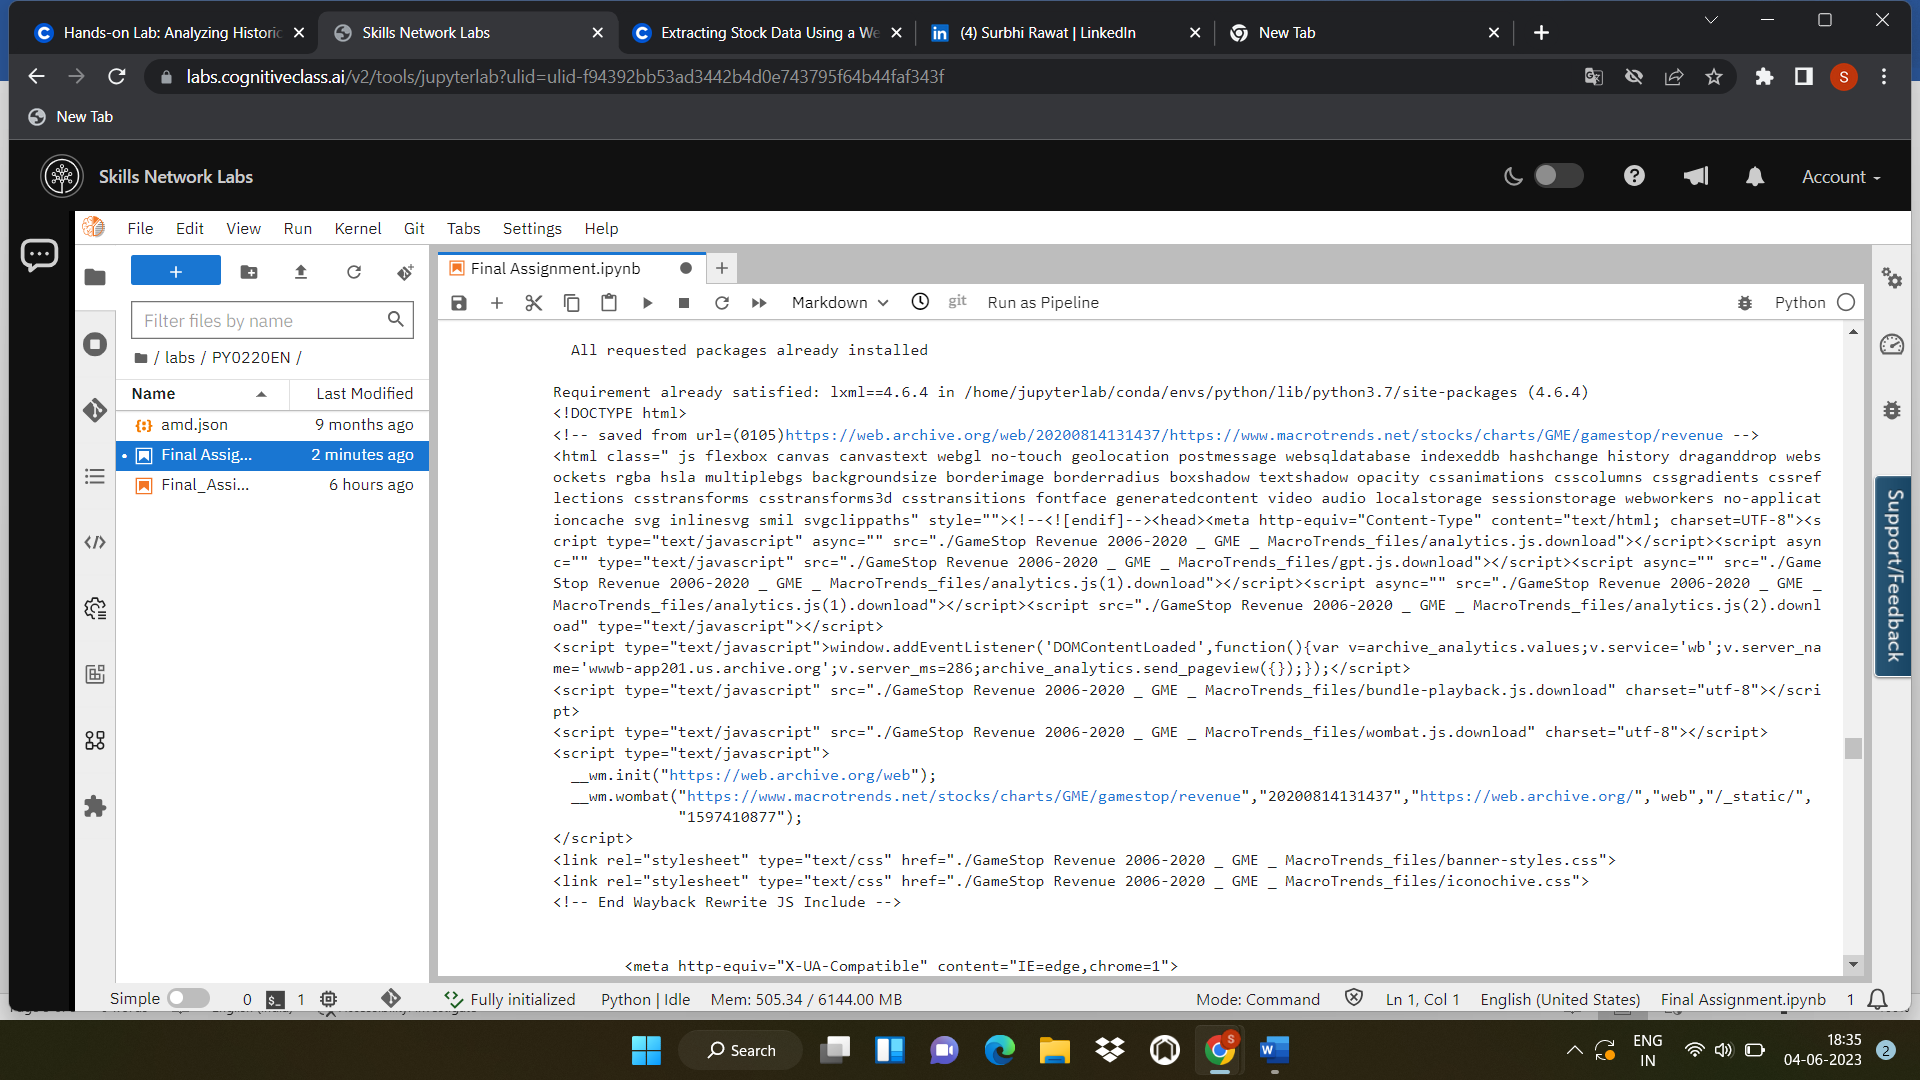 Hands-on Lab: Analyzing Historic
Skills Network Labs
Extracting Stock Data Using a We
(4) Surbhi Rawat | LinkedIn
New Tab
labs.cognitiveclass.ai/v2/tools/jupyterlab?ulid=ulid-f94392bb53ad3442b4d0e743795f64b44faf343f
S
New Tab
Skills Network Labs
Account
File Edit View Run Kernel Git Tabs Settings Help
Final Assignment.ipynb
Filter files by name
Markdown
git
Run as Pipeline
Python
/ labs / PY0220EN /
Name
Last Modified
amd.json
9 months ago
Final Assig...
2 minutes ago
Final_Assi...
6 hours ago
All requested packages already installed
Requirement already satisfied: lxml==4.6.4 in /home/jupyterlab/conda/envs/python/lib/python3.7/site-packages (4.6.4)
<!DOCTYPE html>
<!-- saved from url=(0105)https://web.archive.org/web/20200814131437/https://www.macrotrends.net/stocks/charts/GME/gamestop/revenue -->
<html class=" js flexbox canvas canvastext webgl no-touch geolocation postmessage websqldatabase indexeddb hashchange history draganddrop webs
ockets rgba hsla multiplebgs backgroundsize borderimage borderradius boxshadow textshadow opacity cssanimations csscolumns cssgradients cssref
lections csstransforms csstransforms3d csstransitions fontface generatedcontent video audio localstorage sessionstorage webworkers no-applicat
ioncache svg inlinesvg smil svgclippaths" style=""><!--<![endif]--><head><meta http-equiv="Content-Type" content="text/html; charset=UTF-8"><s
cript type="text/javascript" async="" src="./GameStop Revenue 2006-2020 _ GME _ MacroTrends_files/analytics.js.download"></script><script asyn
c="" type="text/javascript" src="./GameStop Revenue 2006-2020 _ GME _ MacroTrends_files/gpt.js.download"></script><script async="" src="./Game
Stop Revenue 2006-2020 _ GME _ MacroTrends_files/analytics.js(1).download"></script><script async="" src="./GameStop Revenue 2006-2020 _ GME _
MacroTrends_files/analytics.js(1).download"></script><script src="./GameStop Revenue 2006-2020 _ GME _ MacroTrends_files/analytics.js(2).downl
oad" type="text/javascript"></script>
<script type="text/javascript">window.addEventListener('DOMContentLoaded',function(){var v=archive_analytics.values;v.service='wb';v.server_na
me='wwwb-app201.us.archive.org';v.server_ms=286;archive_analytics.send_pageview({});});</script>
<script type="text/javascript" src="./GameStop Revenue 2006-2020 _ GME _ MacroTrends_files/bundle-playback.js.download" charset="utf-8"></scri
pt>
<script type="text/javascript" src="./GameStop Revenue 2006-2020 _ GME _ MacroTrends_files/wombat.js.download" charset="utf-8"></script>
<script type="text/javascript">
__wm.init("https://web.archive.org/web");
__wm.wombat("https://www.macrotrends.net/stocks/charts/GME/gamestop/revenue","20200814131437","https://web.archive.org/","web","/_static/",
"1597410877");
</script>
<link rel="stylesheet" type="text/css" href="./GameStop Revenue 2006-2020 _ GME _ MacroTrends_files/banner-styles.css">
<link rel="stylesheet" type="text/css" href="./GameStop Revenue 2006-2020 _ GME _ MacroTrends_files/iconochive.css">
<!-- End Wayback Rewrite JS Include -->
<meta http-equiv="X-UA-Compatible" content="IE=edge,chrome=1">
Support/Feedback
Simple
0
1
Fully initialized
Python | Idle
Mem: 505.34 / 6144.00 MB
Mode: Command
Ln 1, Col 1
English (United States)
Final Assignment.ipynb
1
Search
S
ENG
IN
18:35
04-06-2023
2